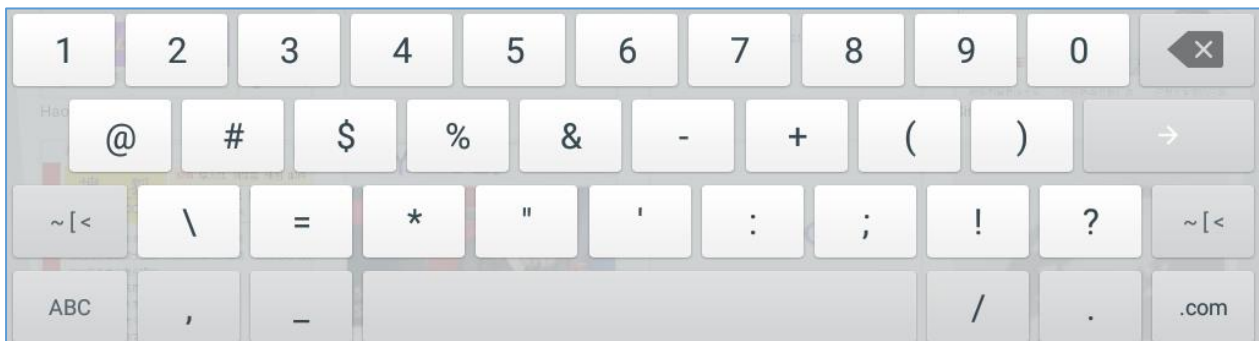 1 2 3 4 5 6 7 8 9 0
@ # $ % & - + ( ) →
~[< \ = * " ' : ; ! ? ~[<
ABC , _ / . .com